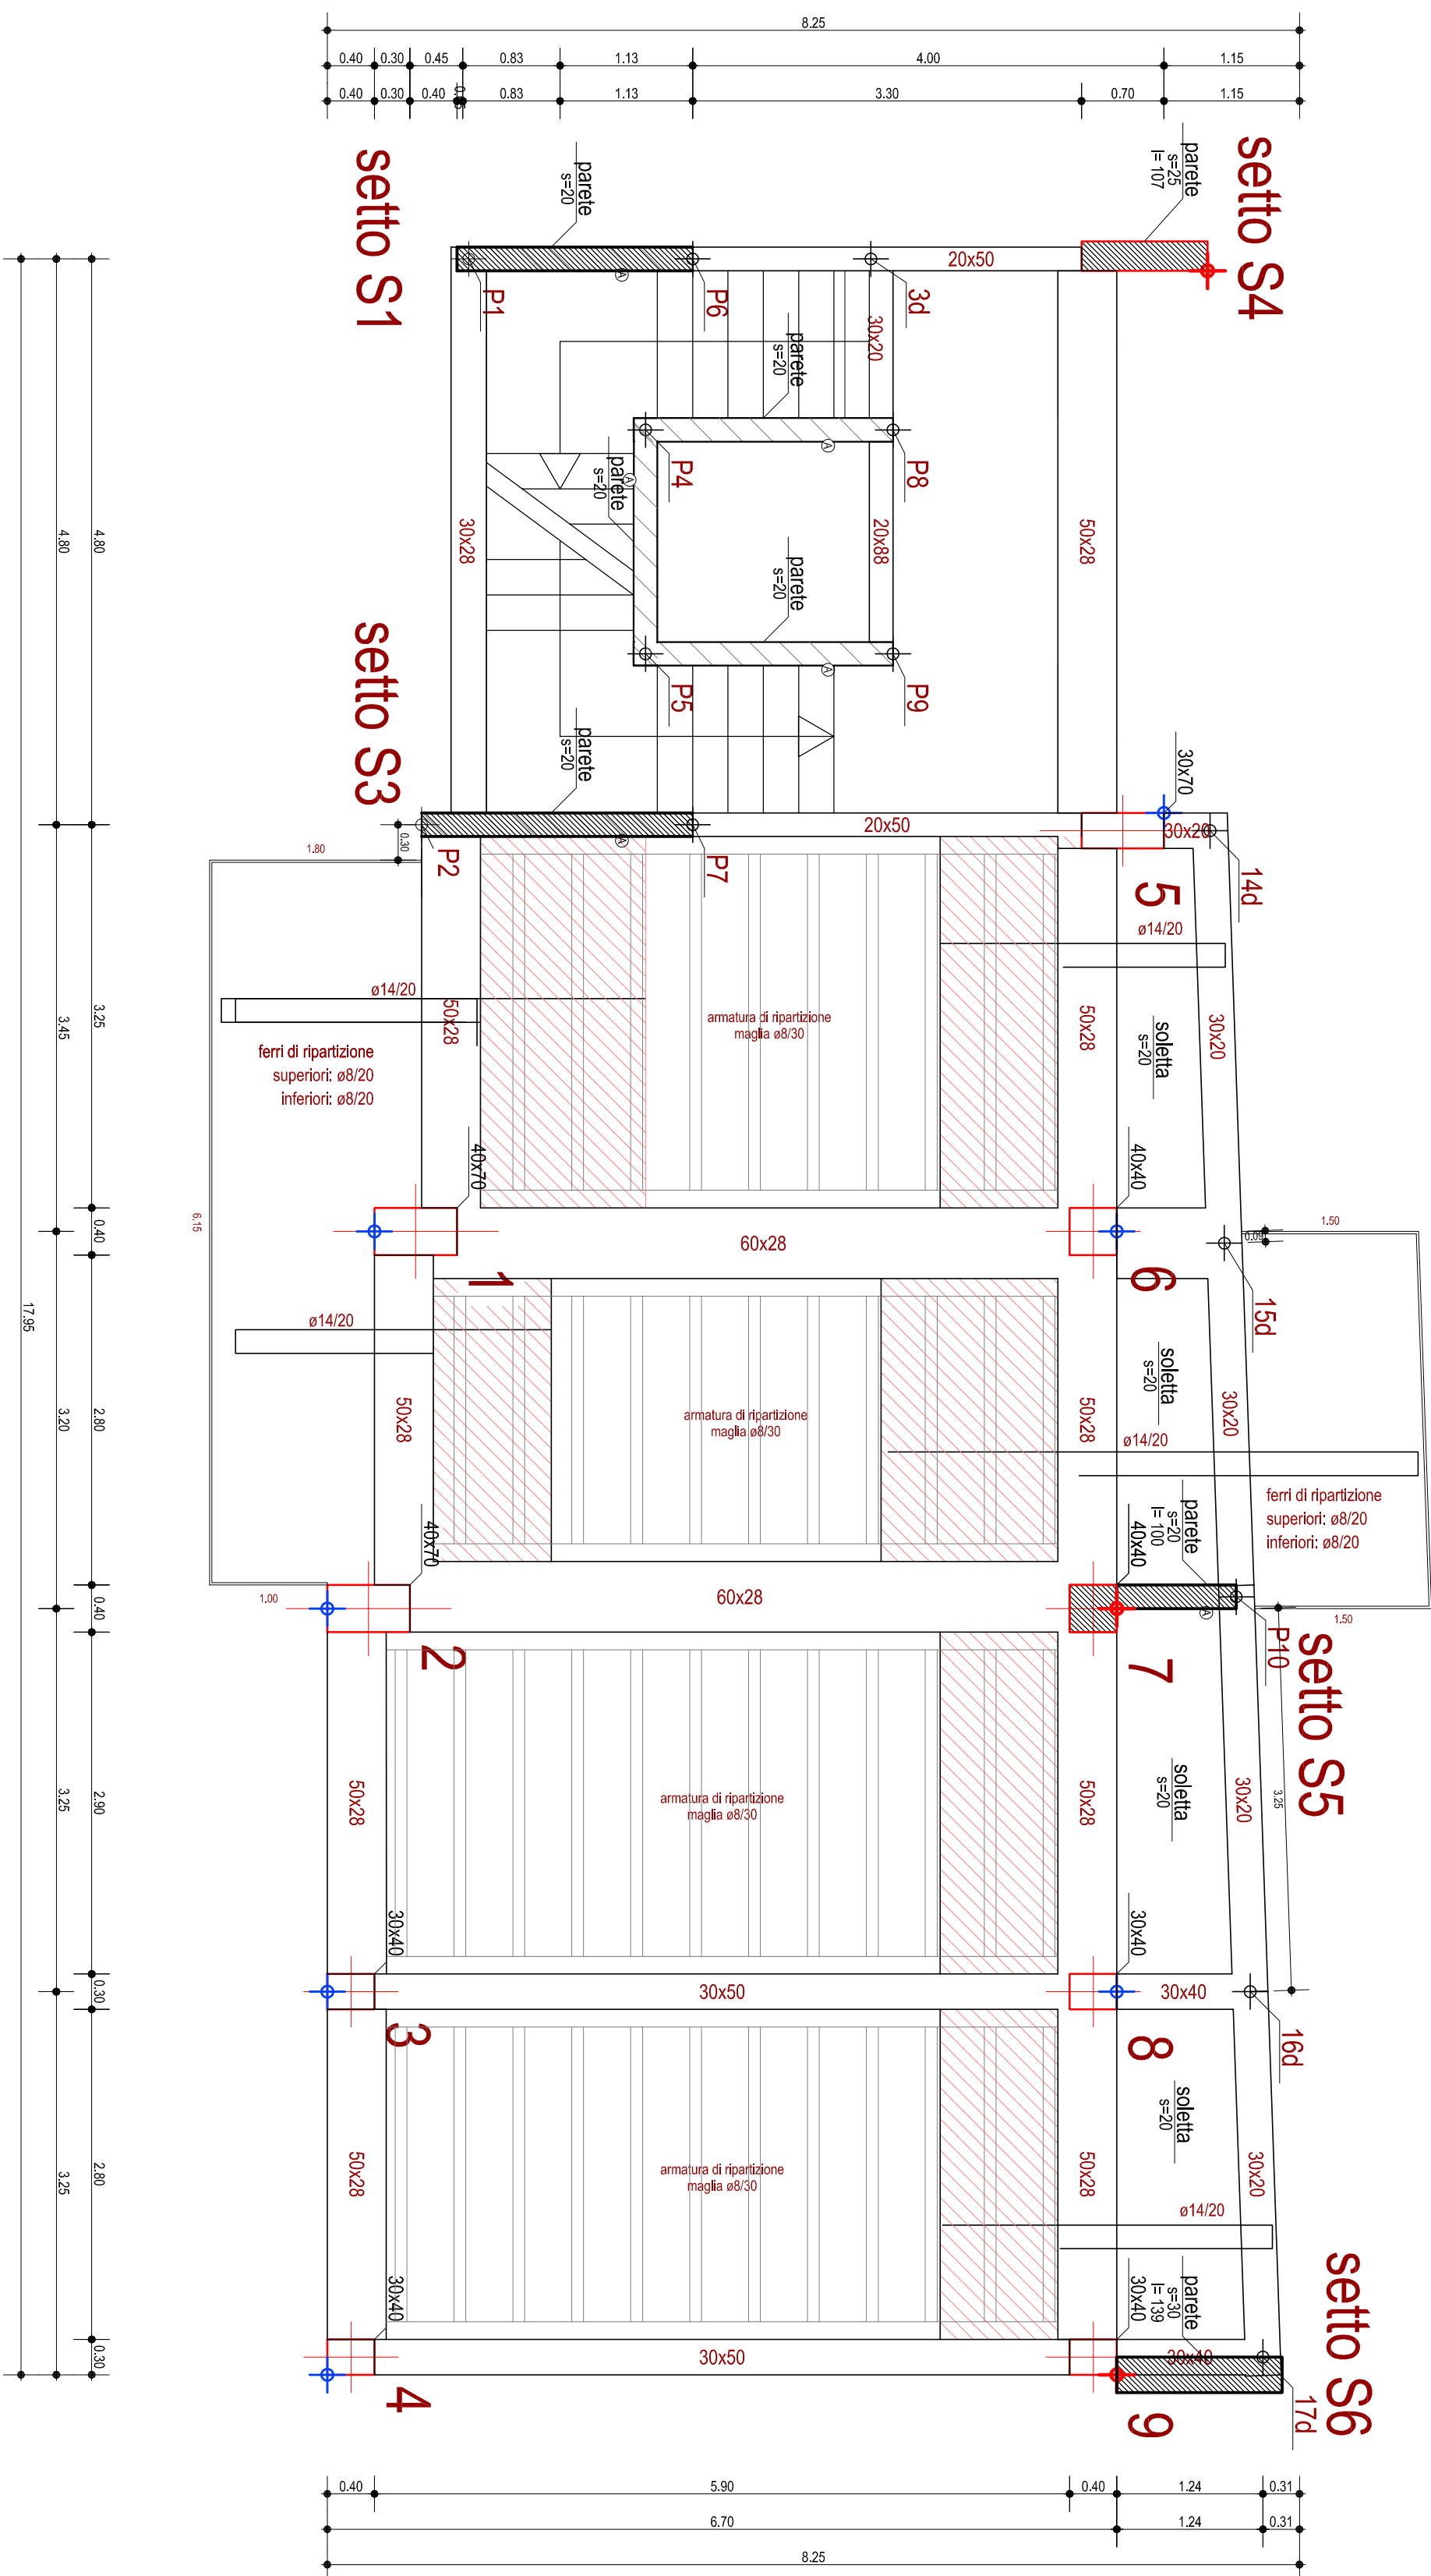 8.25
0.40 0.30 0.45 0.83 1.13 4.00 1.15
0.40 0.30 0.40 0.83 1.13 3.30 0.70 1.15
setto S4
parete
s=25
l= 107
parete
s=20
setto S1
P1
P6
3d
20x50
30x20
parete
s=20
A
P4
P8
A
parete
s=20
A
30x28
20x88
50x28
parete
s=20
setto S3
P5
P9
A
parete
s=20
30x70
20x50
30x20
14d
0.30
1.80
P2
A
P7
5
ø14/20
ø14/20
50x28
armatura di ripartizione
maglia ø8/30
50x28
soletta
s=20
30x20
ferri di ripartizione
superiori: ø8/20
inferiori: ø8/20
40x70
40x40
6.15
60x28
1.50
0.09
1
6
15d
ø14/20
50x28
armatura di ripartizione
maglia ø8/30
50x28
soletta
s=20
30x20
ø14/20
ferri di ripartizione
superiori: ø8/20
inferiori: ø8/20
parete
s=20
l= 100
40x40
40x70
1.00
60x28
A
1.50
P10
setto S5
2
7
50x28
armatura di ripartizione
maglia ø8/30
50x28
soletta
s=20
30x20
3.25
30x40
30x40
30x50
30x40
3
8
16d
50x28
armatura di ripartizione
maglia ø8/30
50x28
soletta
s=20
30x20
ø14/20
parete
s=30
l= 139
30x40
30x40
setto S6
30x50
30x40
4
9
17d
4.80 3.25 0.40 2.80 0.40 2.90 0.30 2.80 0.30
4.80 3.45 3.20 3.25 3.25
17.95
0.40 5.90 0.40 1.24 0.31
6.70 1.24 0.31
8.25